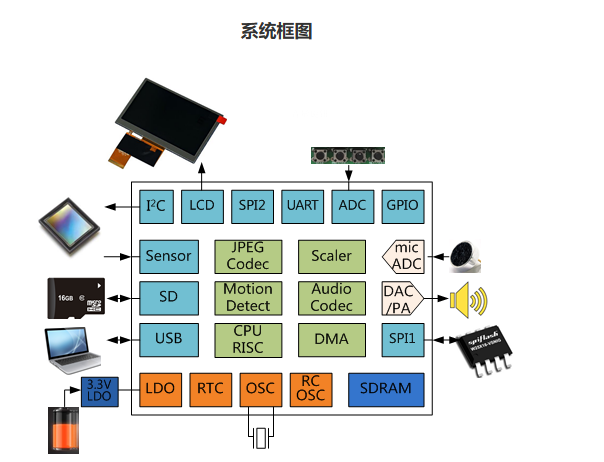 系统框图
I²C
LCD
SPI2
UART
ADC
GPIO
Sensor
JPEG
Codec
Scaler
mic
ADC
16GB
micro
SD
Motion
Detect
Audio
Codec
DAC
/PA
USB
CPU
RISC
DMA
SPI1
spiflash
3.3V
LDO
LDO
RTC
OSC
RC
OSC
SDRAM